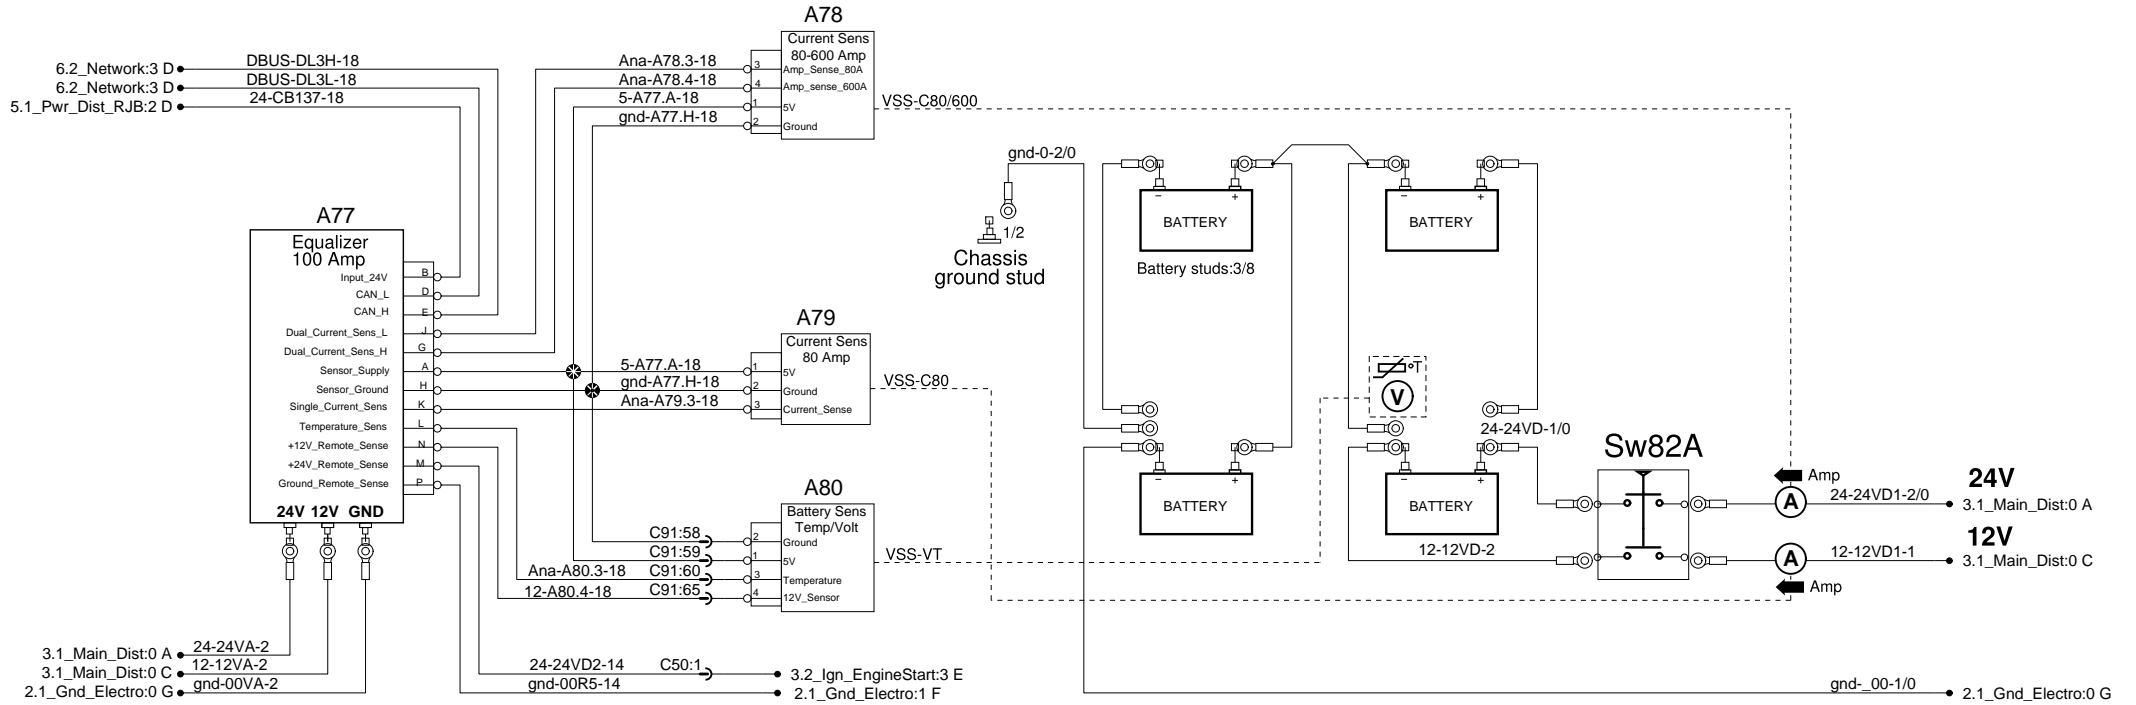 A78
Current Sens
80-600 Amp
3
Amp_Sense_80A
4
Amp_sense_600A
1
5V
2
Ground
Ana-A78.3-18
Ana-A78.4-18
5-A77.A-18
gnd-A77.H-18
VSS-C80/600
6.2_Network:3 D
DBUS-DL3H-18
6.2_Network:3 D
DBUS-DL3L-18
5.1_Pwr_Dist_RJB:2 D
24-CB137-18
A77
Equalizer
100 Amp
Input_24V B
CAN_L D
CAN_H E
Dual_Current_Sens_L J
Dual_Current_Sens_H G
Sensor_Supply A
Sensor_Ground H
Single_Current_Sens K
Temperature_Sens L
+12V_Remote_Sense N
+24V_Remote_Sense M
Ground_Remote_Sense P
24V 12V GND
A79
Current Sens
80 Amp
1
5V
2
Ground
3
Current_Sense
5-A77.A-18
gnd-A77.H-18
Ana-A79.3-18
VSS-C80
A80
Battery Sens
Temp/Volt
2
Ground
1
5V
3
Temperature
4
12V_Sensor
C91:58
C91:59
Ana-A80.3-18 C91:60
12-A80.4-18 C91:65
VSS-VT
3.1_Main_Dist:0 A
24-24VA-2
3.1_Main_Dist:0 C
12-12VA-2
2.1_Gnd_Electro:0 G
gnd-00VA-2
24-24VD2-14 C50:1
3.2_Ign_EngineStart:3 E
gnd-00R5-14
2.1_Gnd_Electro:1 F
gnd-0-2/0
1/2
Chassis
ground stud
− +
BATTERY
Battery studs:3/8
− +
BATTERY
− +
BATTERY
− +
BATTERY
°T
V
24-24VD-1/0
12-12VD-2
Sw82A
Amp
A
24-24VD1-2/0
24V
3.1_Main_Dist:0 A
12V
A
12-12VD1-1
3.1_Main_Dist:0 C
Amp
gnd-_00-1/0
2.1_Gnd_Electro:0 G